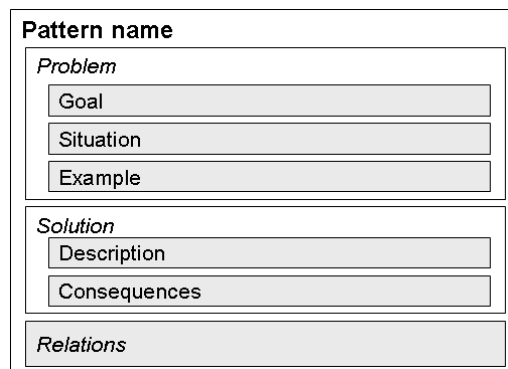 Pattern name
Problem
Goal
Situation
Example
Solution
Description
Consequences
Relations